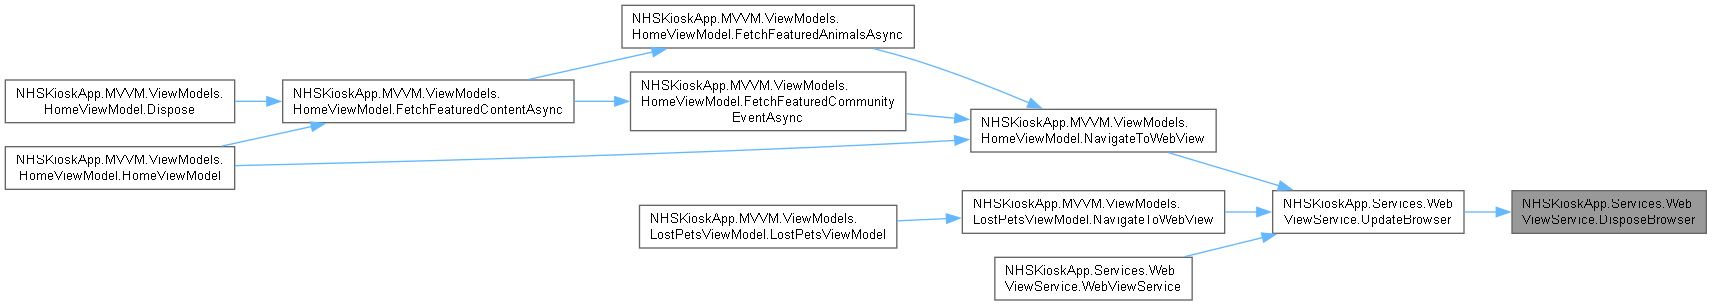 NHSKioskApp.MVVM.ViewModels.
HomeViewModel.FetchFeaturedAnimalsAsync
NHSKioskApp.MVVM.ViewModels.
HomeViewModel.Dispose
NHSKioskApp.MVVM.ViewModels.
HomeViewModel.FetchFeaturedContentAsync
NHSKioskApp.MVVM.ViewModels.
HomeViewModel.FetchFeaturedCommunity
EventAsync
NHSKioskApp.MVVM.ViewModels.
HomeViewModel.NavigateToWebView
NHSKioskApp.MVVM.ViewModels.
HomeViewModel.HomeViewModel
NHSKioskApp.MVVM.ViewModels.
LostPetsViewModel.LostPetsViewModel
NHSKioskApp.MVVM.ViewModels.
LostPetsViewModel.NavigateToWebView
NHSKioskApp.Services.Web
ViewService.UpdateBrowser
NHSKioskApp.Services.Web
ViewService.DisposeBrowser
NHSKioskApp.Services.Web
ViewService.WebViewService